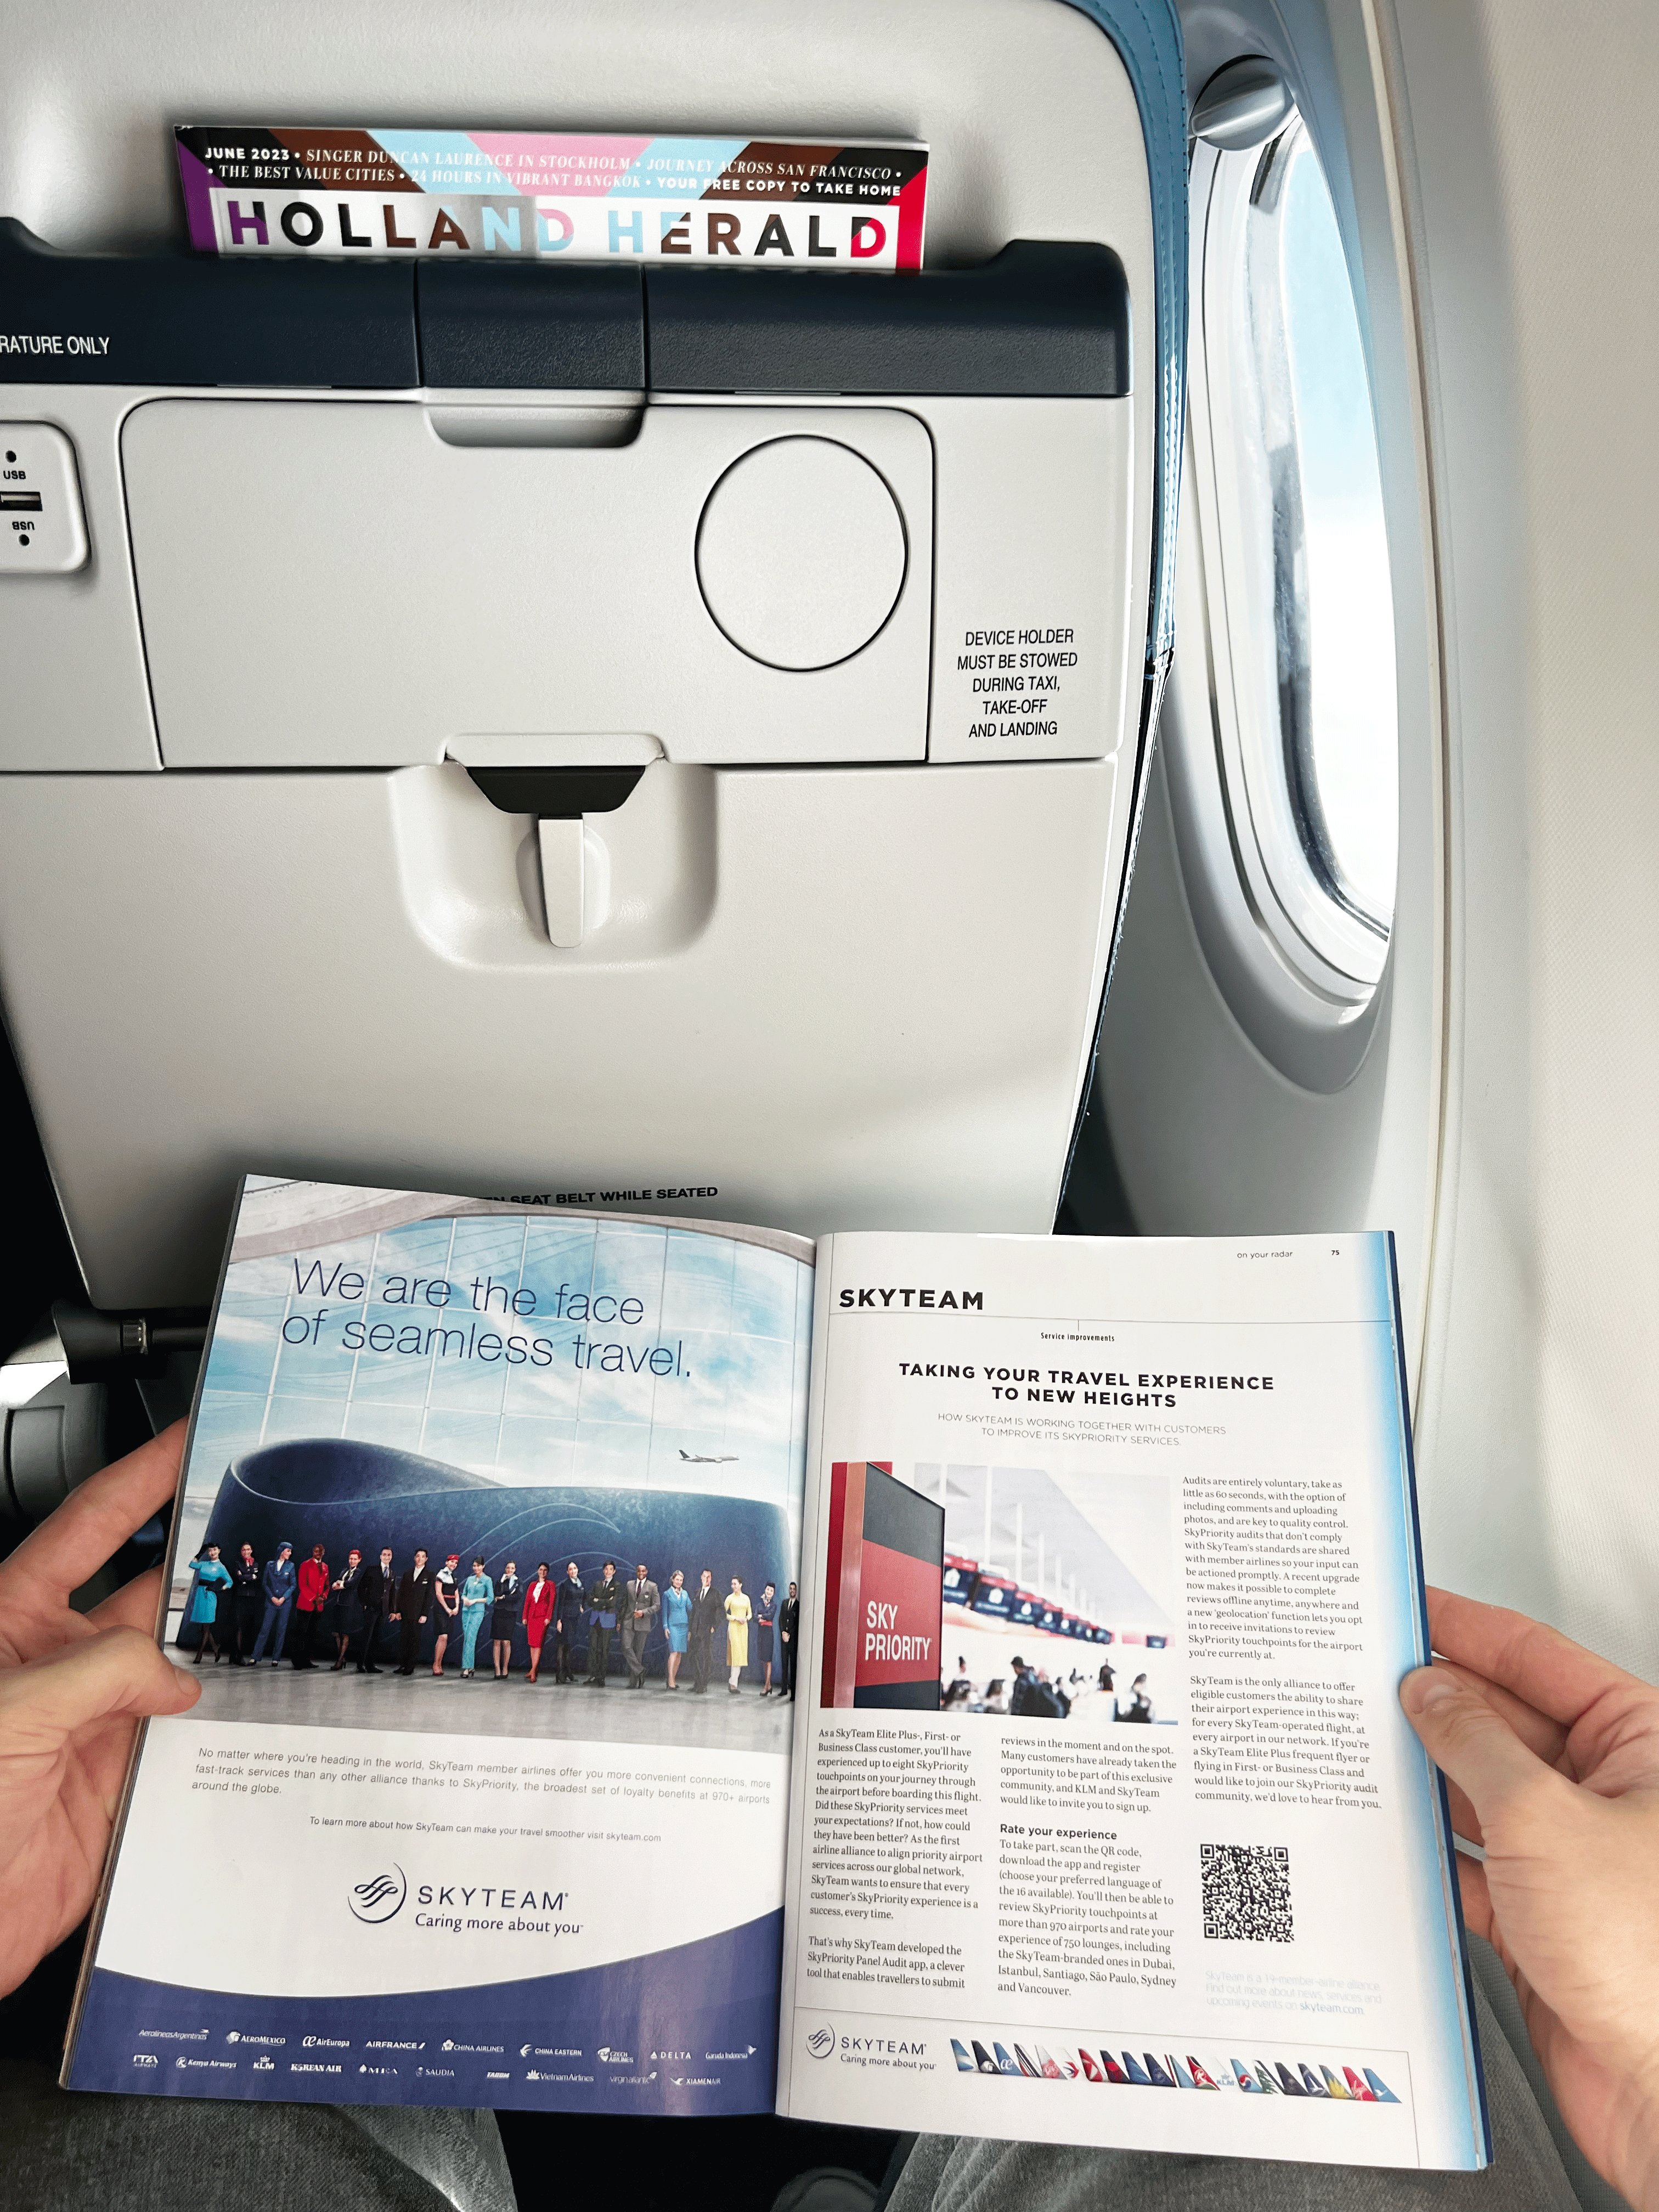 JUNE 2023 • SINGER DUNCAN LAURENCE IN STOCKHOLM • JOURNEY ACROSS SAN FRANCISCO •
• THE BEST VALUE CITIES • 24 HOURS IN VIBRANT BANGKOK • YOUR FREE COPY TO TAKE HOME
HOLLAND HERALD
RATURE ONLY
USB
USB
DEVICE HOLDER
MUST BE STOWED
DURING TAXI,
TAKE-OFF
AND LANDING
SEAT BELT WHILE SEATED
We are the face
of seamless travel.
No matter where you're heading in the world, SkyTeam member airlines offer you more convenient connections, more
fast-track services than any other alliance thanks to SkyPriority, the broadest set of loyalty benefits at 970+ airports
around the globe.
To learn more about how SkyTeam can make your travel smoother visit skyteam.com
SKYTEAM
Caring more about you
Aerolíneas Argentinas AEROMEXICO AirEuropa AIRFRANCE CHINA AIRLINES CHINA EASTERN CZECH AIRLINES DELTA Garuda Indonesia
ITA AIRWAYS Kenya Airways KLM KOREAN AIR MEA SAUDIA TAROM Vietnam Airlines virgin atlantic XIAMENAIR
on your radar 75
SKYTEAM
Service improvements
TAKING YOUR TRAVEL EXPERIENCE
TO NEW HEIGHTS
HOW SKYTEAM IS WORKING TOGETHER WITH CUSTOMERS
TO IMPROVE ITS SKYPRIORITY SERVICES.
SKY
PRIORITY
As a SkyTeam Elite Plus-, First- or
Business Class customer, you'll have
experienced up to eight SkyPriority
touchpoints on your journey through
the airport before boarding this flight.
Did these SkyPriority services meet
your expectations? If not, how could
they have been better? As the first
airline alliance to align priority airport
services across our global network,
SkyTeam wants to ensure that every
customer's SkyPriority experience is a
success, every time.
That's why SkyTeam developed the
SkyPriority Panel Audit app, a clever
tool that enables travellers to submit
reviews in the moment and on the spot.
Many customers have already taken the
opportunity to be part of this exclusive
community, and KLM and SkyTeam
would like to invite you to sign up.
Rate your experience
To take part, scan the QR code,
download the app and register
(choose your preferred language of
the 16 available). You'll then be able to
review SkyPriority touchpoints at
more than 970 airports and rate your
experience of 750 lounges, including
the SkyTeam-branded ones in Dubai,
Istanbul, Santiago, São Paulo, Sydney
and Vancouver.
Audits are entirely voluntary, take as
little as 60 seconds, with the option of
including comments and uploading
photos, and are key to quality control.
SkyPriority audits that don't comply
with SkyTeam's standards are shared
with member airlines so your input can
be actioned promptly. A recent upgrade
now makes it possible to complete
reviews offline anytime, anywhere and
a new 'geolocation' function lets you opt
in to receive invitations to review
SkyPriority touchpoints for the airport
you're currently at.
SkyTeam is the only alliance to offer
eligible customers the ability to share
their airport experience in this way;
for every SkyTeam-operated flight, at
every airport in our network. If you're
a SkyTeam Elite Plus frequent flyer or
flying in First- or Business Class and
would like to join our SkyPriority audit
community, we'd love to hear from you.
SkyTeam is a 19-member airline alliance.
Find out more about news, services and
upcoming events on skyteam.com
SKYTEAM
Caring more about you
KLM